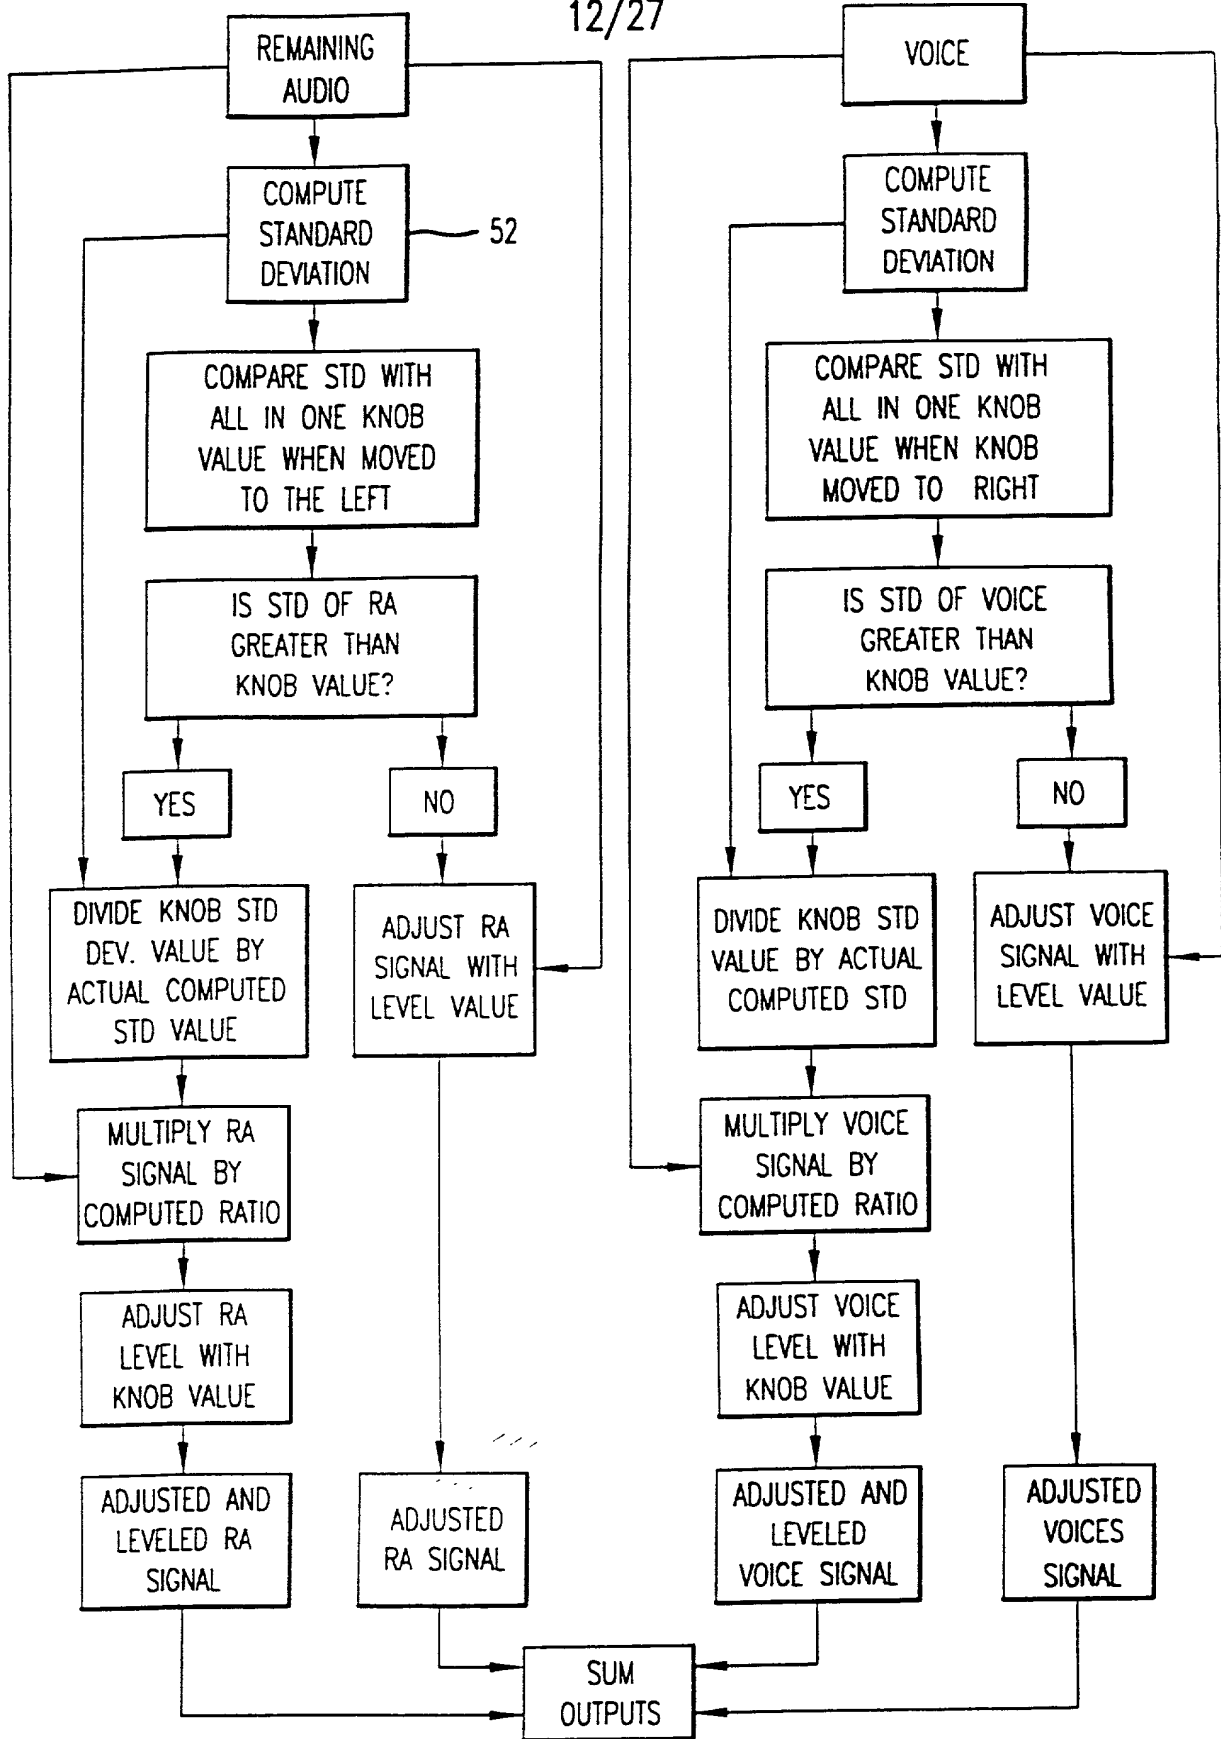 12/27
REMAINING
AUDIO
COMPUTE
STANDARD
DEVIATION
52
COMPARE STD WITH
ALL IN ONE KNOB
VALUE WHEN MOVED
TO THE LEFT
IS STD OF RA
GREATER THAN
KNOB VALUE?
YES
NO
DIVIDE KNOB STD
DEV. VALUE BY
ACTUAL COMPUTED
STD VALUE
ADJUST RA
SIGNAL WITH
LEVEL VALUE
MULTIPLY RA
SIGNAL BY
COMPUTED RATIO
ADJUST RA
LEVEL WITH
KNOB VALUE
ADJUSTED AND
LEVELED RA
SIGNAL
ADJUSTED
RA SIGNAL
VOICE
COMPUTE
STANDARD
DEVIATION
COMPARE STD WITH
ALL IN ONE KNOB
VALUE WHEN KNOB
MOVED TO RIGHT
IS STD OF VOICE
GREATER THAN
KNOB VALUE?
YES
NO
DIVIDE KNOB STD
VALUE BY ACTUAL
COMPUTED STD
ADJUST VOICE
SIGNAL WITH
LEVEL VALUE
MULTIPLY VOICE
SIGNAL BY
COMPUTED RATIO
ADJUST VOICE
LEVEL WITH
KNOB VALUE
ADJUSTED AND
LEVELED
VOICE SIGNAL
ADJUSTED
VOICES
SIGNAL
SUM
OUTPUTS